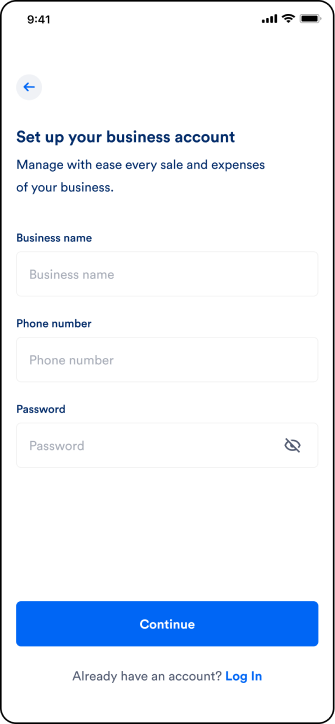 9:41
Set up your business account
Manage with ease every sale and expenses
of your business.
Business name
Business name
Phone number
Phone number
Password
Password
Continue
Already have an account? Log In